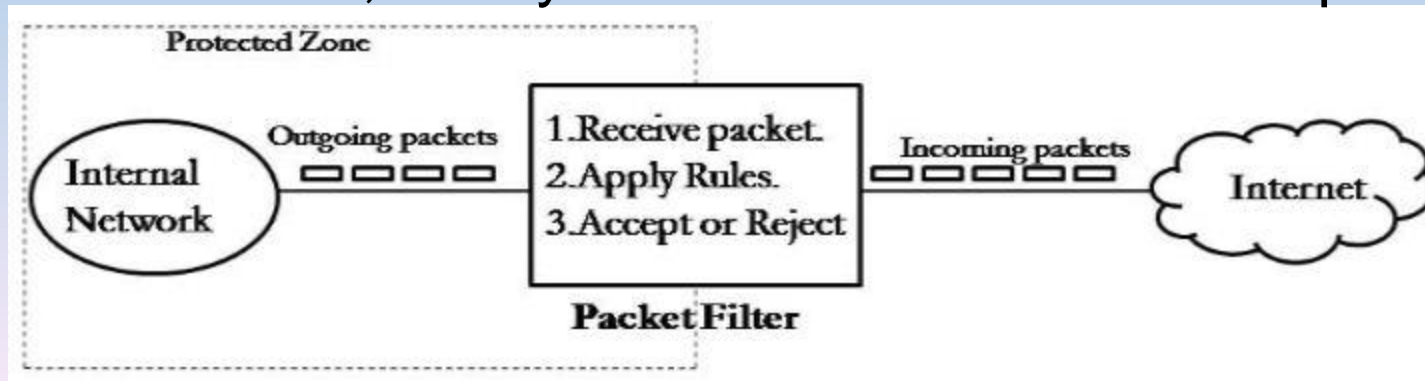 Protected Zone
Outgoing packets
Internal
Network
1.Receive packet.
2.Apply Rules.
3.Accept or Reject
Packet Filter
Incoming packets
Internet